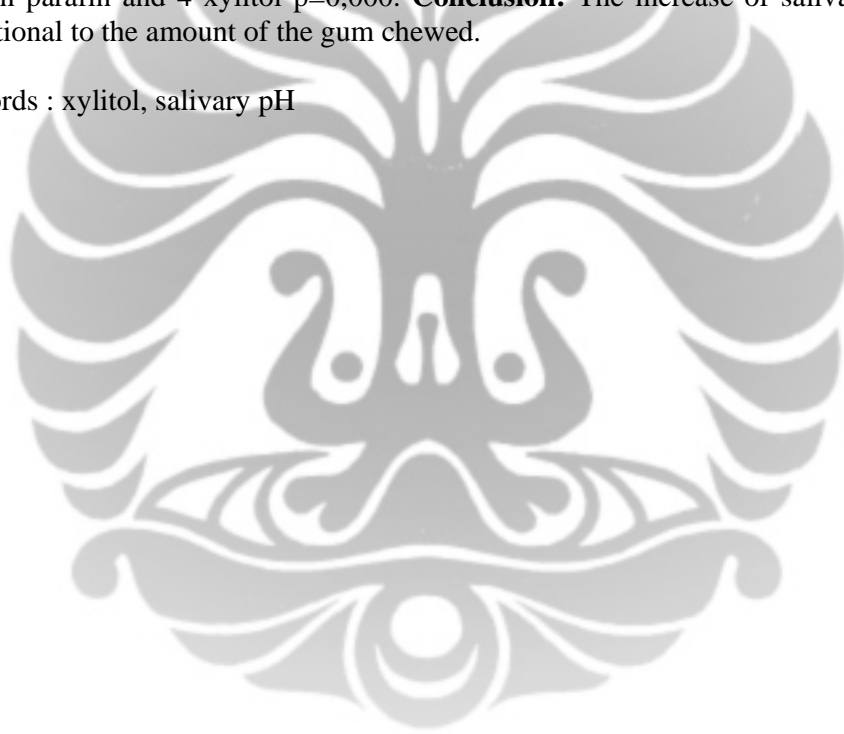 parafin and 4 xylitol p=0,000. Conclusion: The increase of
tional to the amount of the gum chewed.
rds : xylitol, salivary pH